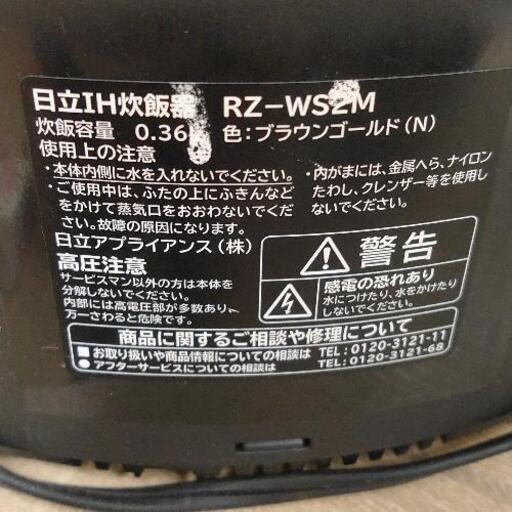 日立IH炊飯器 RZ-WS2M
炊飯容量 0.36 色:ブラウンゴールド(N)
使用上の注意
・本体内側に水を入れないでください。
・ご使用中は、ふたの上にふきんなど
をかけて蒸気口をおおわないでくだ
さい。故障の原因になります。
・内がまには、金属へら、ナイロン
たわし、クレンザー等を使用し
ないでください。
日立アプライアンス(株)
高圧注意
サービスマン以外の方は本体を
分解しないでください。
内部には高電圧部が多数あり、
万一さわると危険です。
警告
感電の恐れあり
水につけたり、水をかけたり
しないでください。
商品に関するご相談や修理について
■お取り扱いや商品情報についての相談は TEL:0120-3121-11
●アフターサービスについての相談は TEL:0120-3121-68